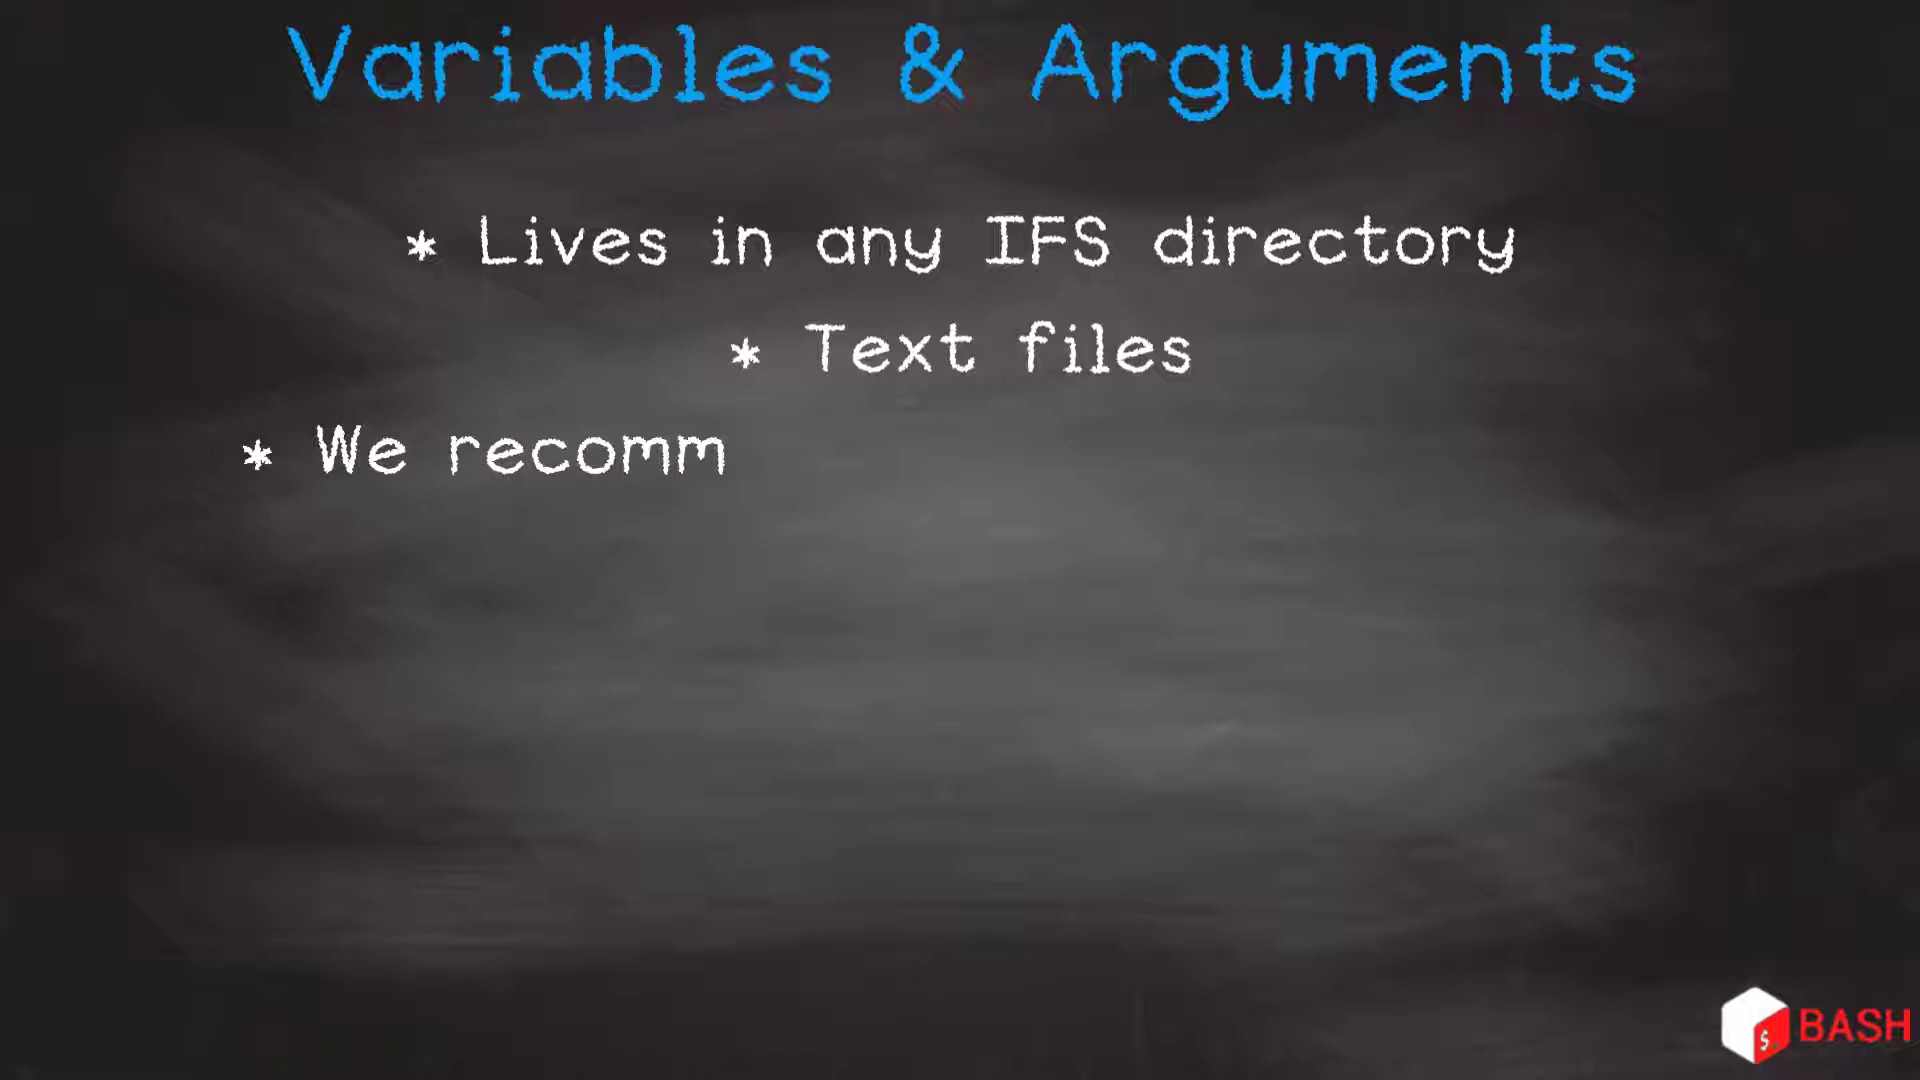 Variables & Arguments
* Lives in any IFS directory
* Text files
* We recomm
$
BASH